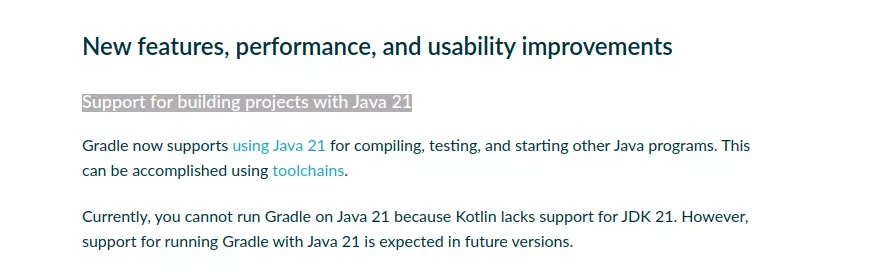 New features, performance, and usability improvements
Support for building projects with Java 21
Gradle now supports using Java 21 for compiling, testing, and starting other Java programs. This
can be accomplished using toolchains.
Currently, you cannot run Gradle on Java 21 because Kotlin lacks support for JDK 21. However,
support for running Gradle with Java 21 is expected in future versions.